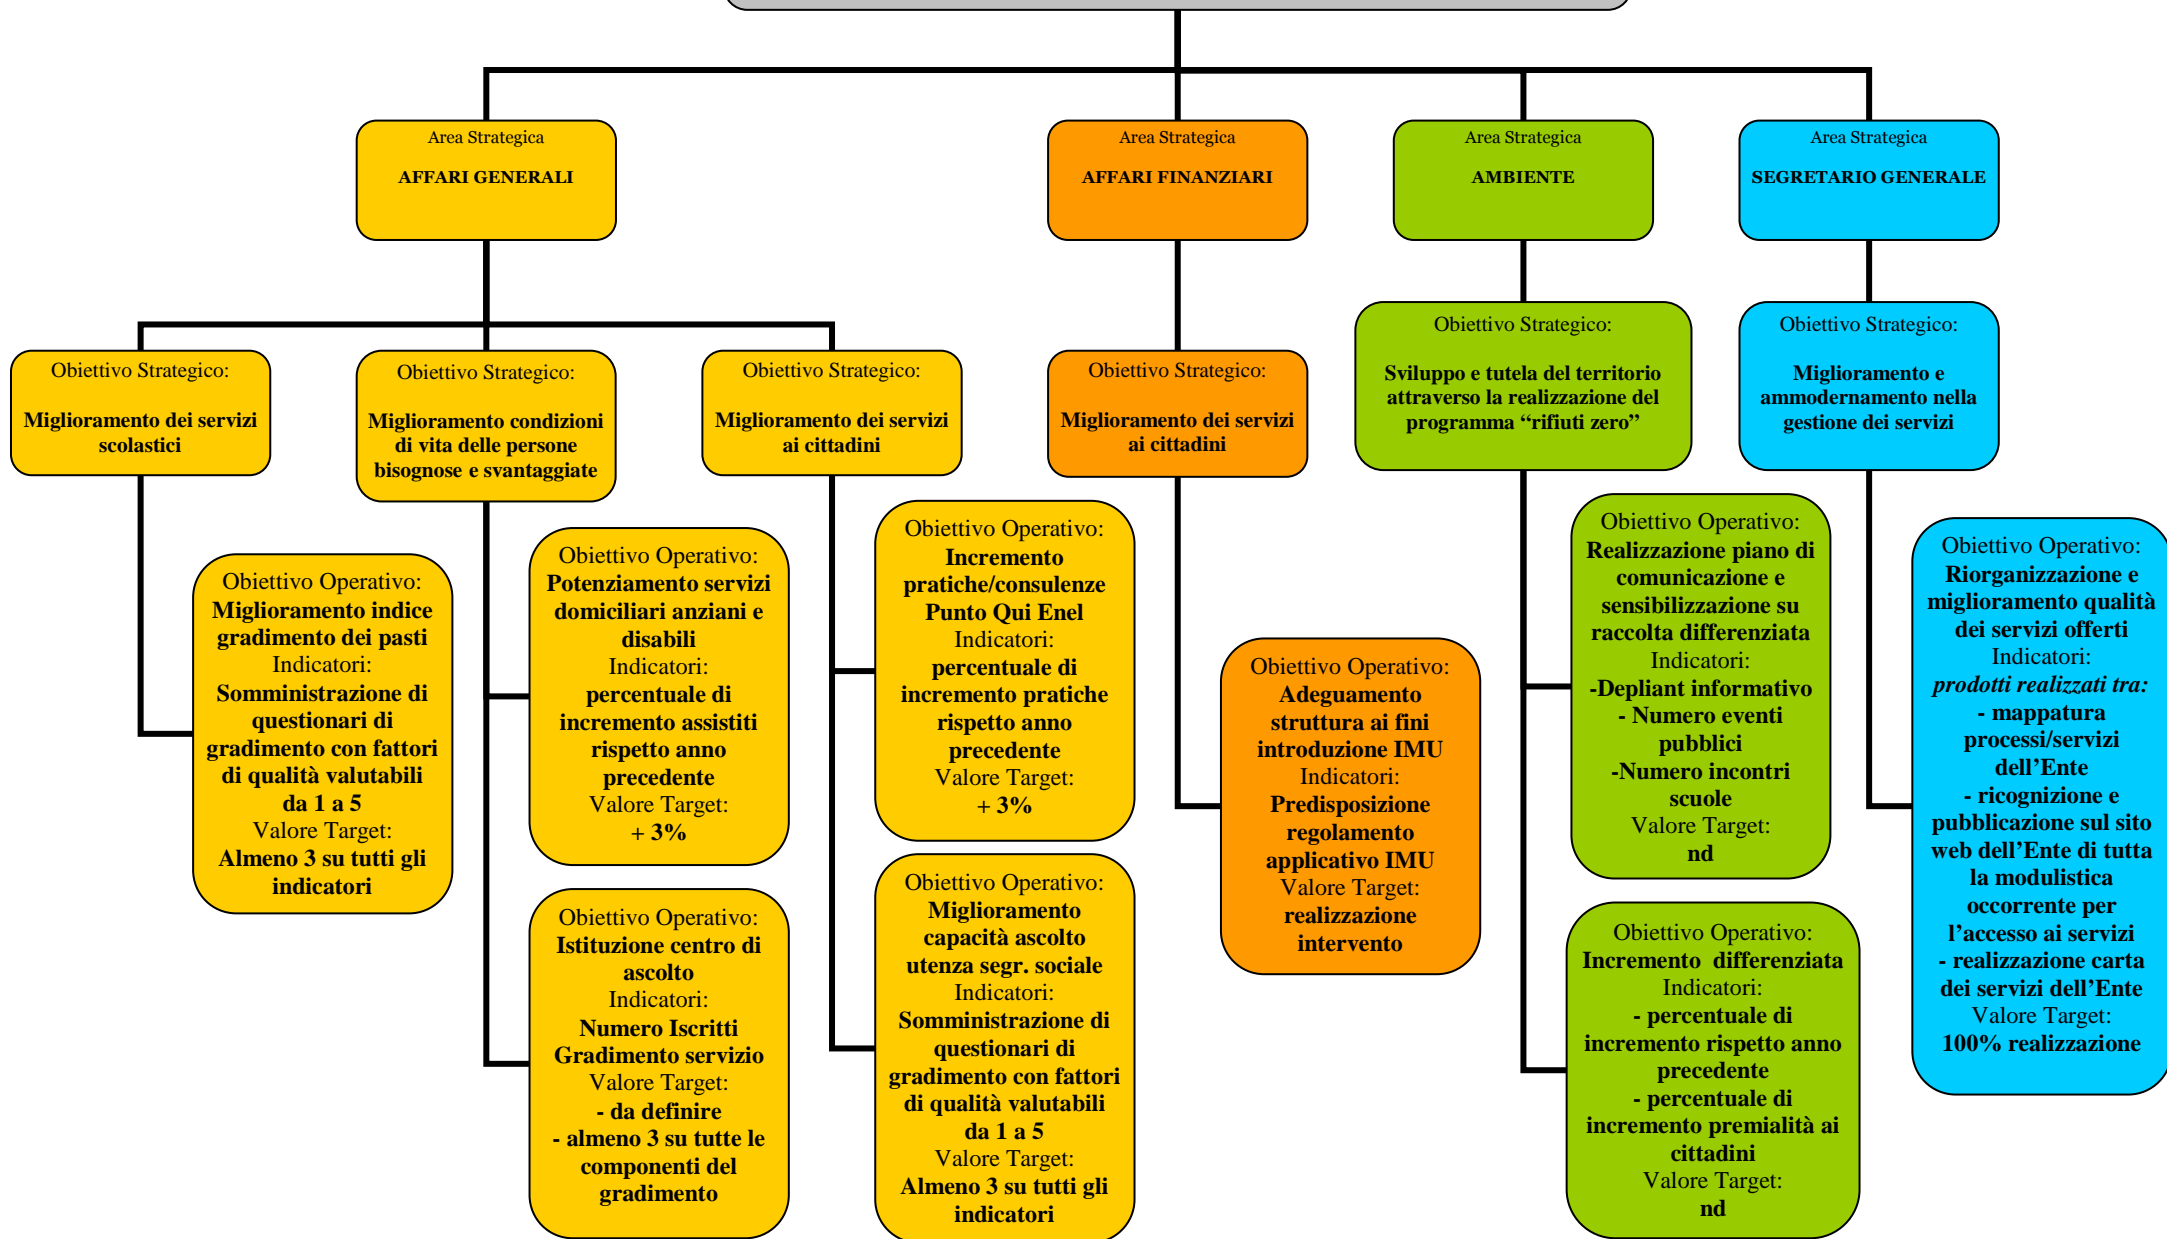 Area Strategica
AFFARI GENERALI
Area Strategica
AFFARI FINANZIARI
Area Strategica
AMBIENTE
Area Strategica
SEGRETARIO GENERALE
Obiettivo Strategico:
Miglioramento dei servizi
scolastici
Obiettivo Strategico:
Miglioramento condizioni
di vita delle persone
bisognose e svantaggiate
Obiettivo Strategico:
Miglioramento dei servizi
ai cittadini
Obiettivo Strategico:
Miglioramento dei servizi
ai cittadini
Obiettivo Strategico:
Sviluppo e tutela del territorio
attraverso la realizzazione del
programma “rifiuti zero”
Obiettivo Strategico:
Miglioramento e
ammodernamento nella
gestione dei servizi
Obiettivo Operativo:
Miglioramento indice
gradimento dei pasti
Indicatori:
Somministrazione di
questionari di
gradimento con fattori
di qualità valutabili
da 1 a 5
Valore Target:
Almeno 3 su tutti gli
indicatori
Obiettivo Operativo:
Potenziamento servizi
domiciliari anziani e
disabili
Indicatori:
percentuale di
incremento assistiti
rispetto anno
precedente
Valore Target:
+ 3%
Obiettivo Operativo:
Istituzione centro di
ascolto
Indicatori:
Numero Iscritti
Gradimento servizio
Valore Target:
- da definire
- almeno 3 su tutte le
componenti del
gradimento
Obiettivo Operativo:
Incremento
pratiche/consulenze
Punto Qui Enel
Indicatori:
percentuale di
incremento pratiche
rispetto anno
precedente
Valore Target:
+ 3%
Obiettivo Operativo:
Miglioramento
capacità ascolto
utenza segr. sociale
Indicatori:
Somministrazione di
questionari di
gradimento con fattori
di qualità valutabili
da 1 a 5
Valore Target:
Almeno 3 su tutti gli
indicatori
Obiettivo Operativo:
Adeguamento
struttura ai fini
introduzione IMU
Indicatori:
Predisposizione
regolamento
applicativo IMU
Valore Target:
realizzazione
intervento
Obiettivo Operativo:
Realizzazione piano di
comunicazione e
sensibilizzazione su
raccolta differenziata
Indicatori:
-Depliant informativo
- Numero eventi
pubblici
-Numero incontri
scuole
Valore Target:
nd
Obiettivo Operativo:
Incremento differenziata
Indicatori:
- percentuale di
incremento rispetto anno
precedente
- percentuale di
incremento premialità ai
cittadini
Valore Target:
nd
Obiettivo Operativo:
Riorganizzazione e
miglioramento qualità
dei servizi offerti
Indicatori:
prodotti realizzati tra:
- mappatura
processi/servizi
dell’Ente
- ricognizione e
pubblicazione sul sito
web dell’Ente di tutta
la modulistica
occorrente per
l’accesso ai servizi
- realizzazione carta
dei servizi dell’Ente
Valore Target:
100% realizzazione